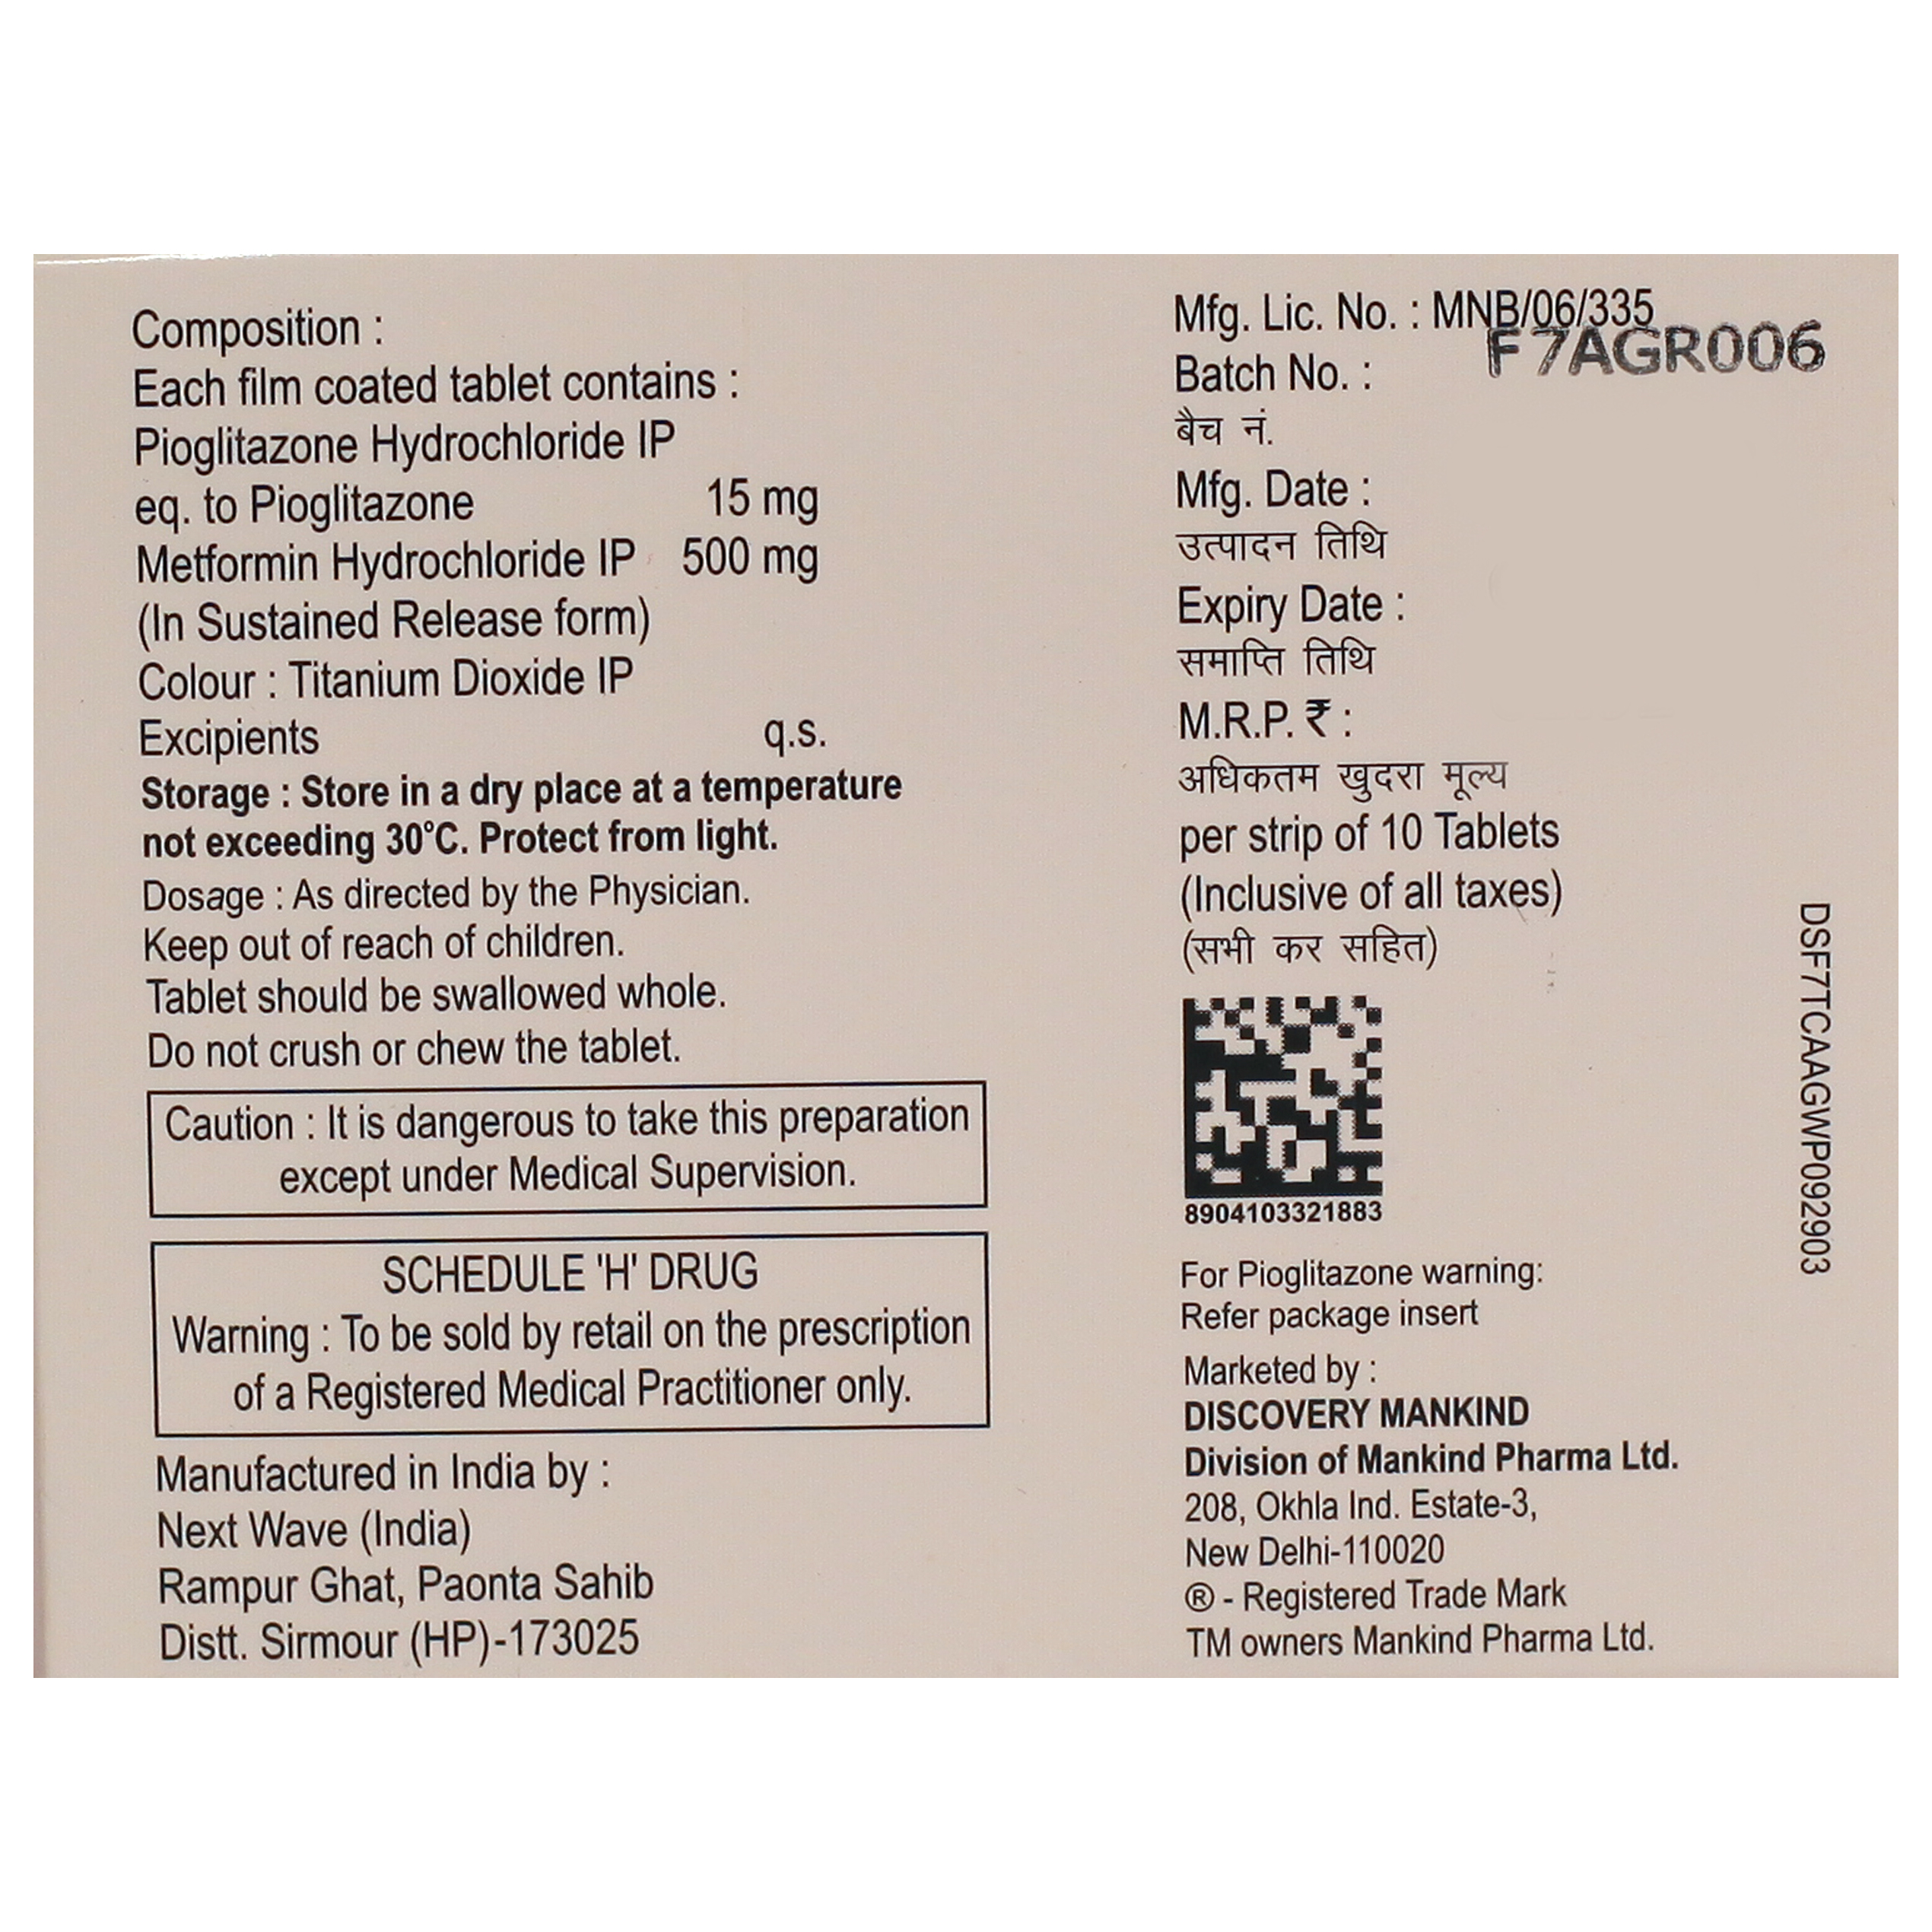 Composition :
Each film coated tablet contains :
Pioglitazone Hydrochloride IP
eq. to Pioglitazone 15 mg
Metformin Hydrochloride IP 500 mg
(In Sustained Release form)
Colour : Titanium Dioxide IP
Excipients q.s.
Storage : Store in a dry place at a temperature
not exceeding 30°C. Protect from light.
Dosage : As directed by the Physician.
Keep out of reach of children.
Tablet should be swallowed whole.
Do not crush or chew the tablet.
Caution : It is dangerous to take this preparation
except under Medical Supervision.
SCHEDULE 'H' DRUG
Warning : To be sold by retail on the prescription
of a Registered Medical Practitioner only.
Manufactured in India by :
Next Wave (India)
Rampur Ghat, Paonta Sahib
Distt. Sirmour (HP)-173025
Mfg. Lic. No. : MNB/06/335
F7AGR006
Batch No. :
बैच नं.
Mfg. Date :
उत्पादन तिथि
Expiry Date :
समाप्ति तिथि
M.R.P. ₹ :
अधिकतम खुदरा मूल्य
per strip of 10 Tablets
(Inclusive of all taxes)
(सभी कर सहित)
8904103321883
For Pioglitazone warning:
Refer package insert
Marketed by :
DISCOVERY MANKIND
Division of Mankind Pharma Ltd.
208, Okhla Ind. Estate-3,
New Delhi-110020
® - Registered Trade Mark
TM owners Mankind Pharma Ltd.
DSF7TCAAGWP092903